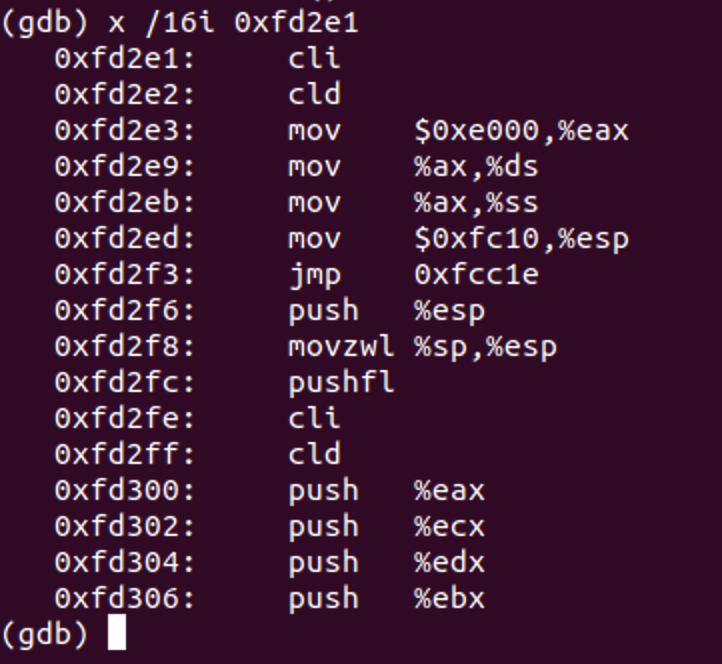 (gdb) x /16i 0xfd2e1
   0xfd2e1:     cli
   0xfd2e2:     cld
   0xfd2e3:     mov    $0xe000,%eax
   0xfd2e9:     mov    %ax,%ds
   0xfd2eb:     mov    %ax,%ss
   0xfd2ed:     mov    $0xfc10,%esp
   0xfd2f3:     jmp    0xfcc1e
   0xfd2f6:     push   %esp
   0xfd2f8:     movzwl %sp,%esp
   0xfd2fc:     pushfl
   0xfd2fe:     cli
   0xfd2ff:     cld
   0xfd300:     push   %eax
   0xfd302:     push   %ecx
   0xfd304:     push   %edx
   0xfd306:     push   %ebx
(gdb)